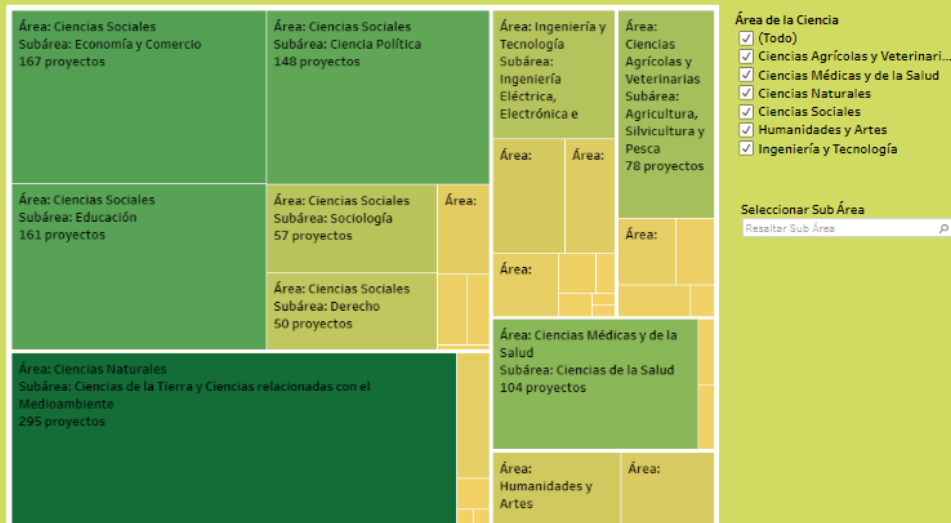 Área: Ciencias Sociales
Subárea: Economía y Comercio
167 proyectos
Área: Ciencias Sociales
Subárea: Ciencia Política
148 proyectos
Área: Ciencias Sociales
Subárea: Educación
161 proyectos
Área: Ciencias Sociales
Subárea: Sociología
57 proyectos
Área: Ciencias Sociales
Subárea: Derecho
50 proyectos
Área:
Área: Ciencias Naturales
Subárea: Ciencias de la Tierra y Ciencias relacionadas con el
Medioambiente
295 proyectos
Área: Ingeniería y
Tecnología
Subárea:
Ingeniería
Eléctrica,
Electrónica e
Área:
Área:
Área:
Área:
Ciencias
Agrícolas y
Veterinarias
Subárea:
Agricultura,
Silvicultura y
Pesca
78 proyectos
Área:
Área: Ciencias Médicas y de la
Salud
Subárea: Ciencias de la Salud
104 proyectos
Área:
Humanidades y
Artes
Área:
Área de la Ciencia
(Todo)
Ciencias Agrícolas y Veterinari...
Ciencias Médicas y de la Salud
Ciencias Naturales
Ciencias Sociales
Humanidades y Artes
Ingeniería y Tecnología
Seleccionar Sub Área
Resaltar Sub Área